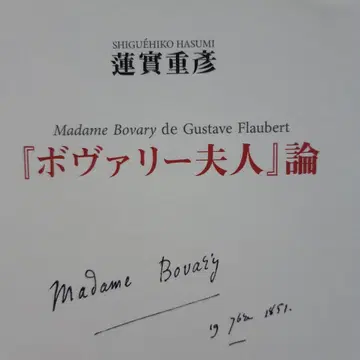 SHIGUÉHIKO HASUMI
蓮實重彥
Madame Bovary de Gustave Flaubert
『ボヴァリー夫人』論
Madame Bovary
19 7bre 1851.